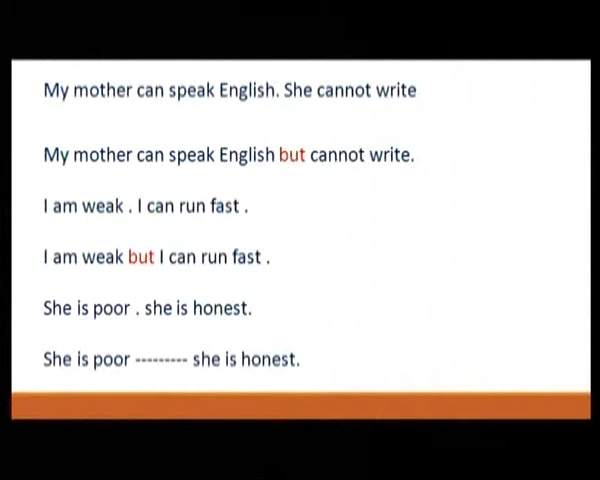 My mother can speak English. She cannot write
My mother can speak English but cannot write.
I am weak . I can run fast .
I am weak but I can run fast .
She is poor . she is honest.
She is poor --------- she is honest.